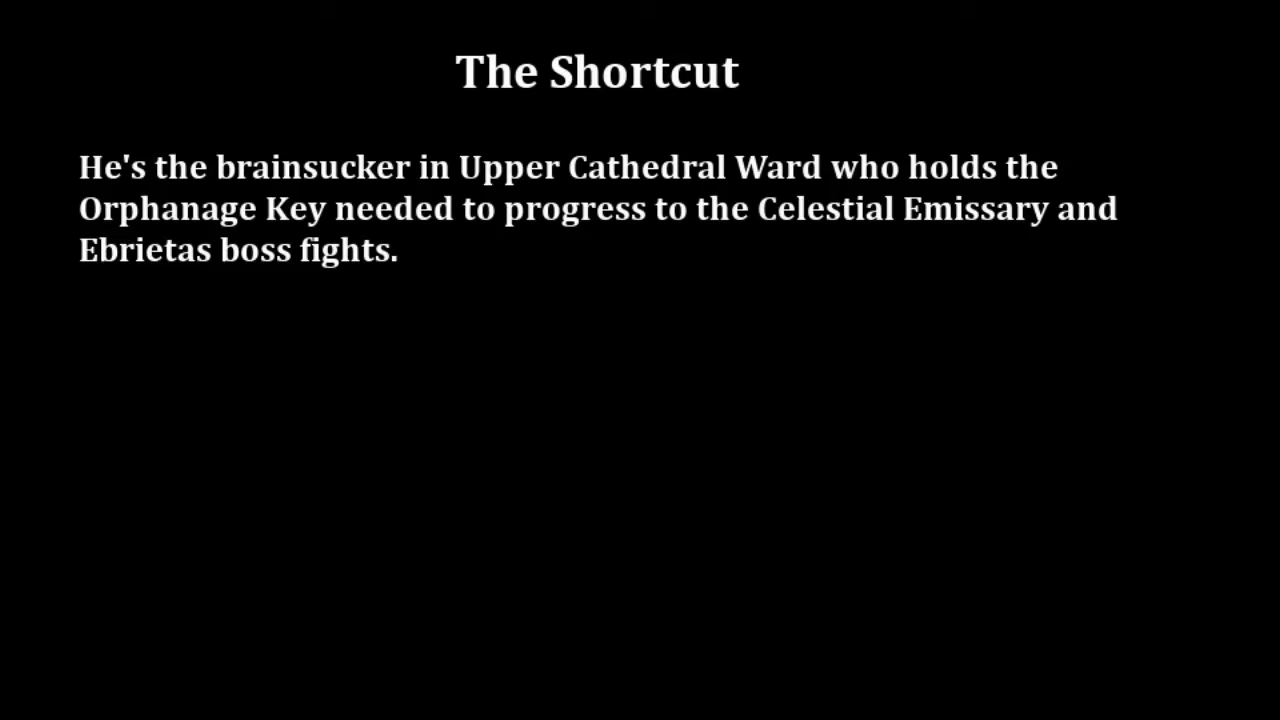 The Shortcut
He's the brainsucker in Upper Cathedral Ward who holds the
Orphanage Key needed to progress to the Celestial Emissary and
Ebrietas boss fights.